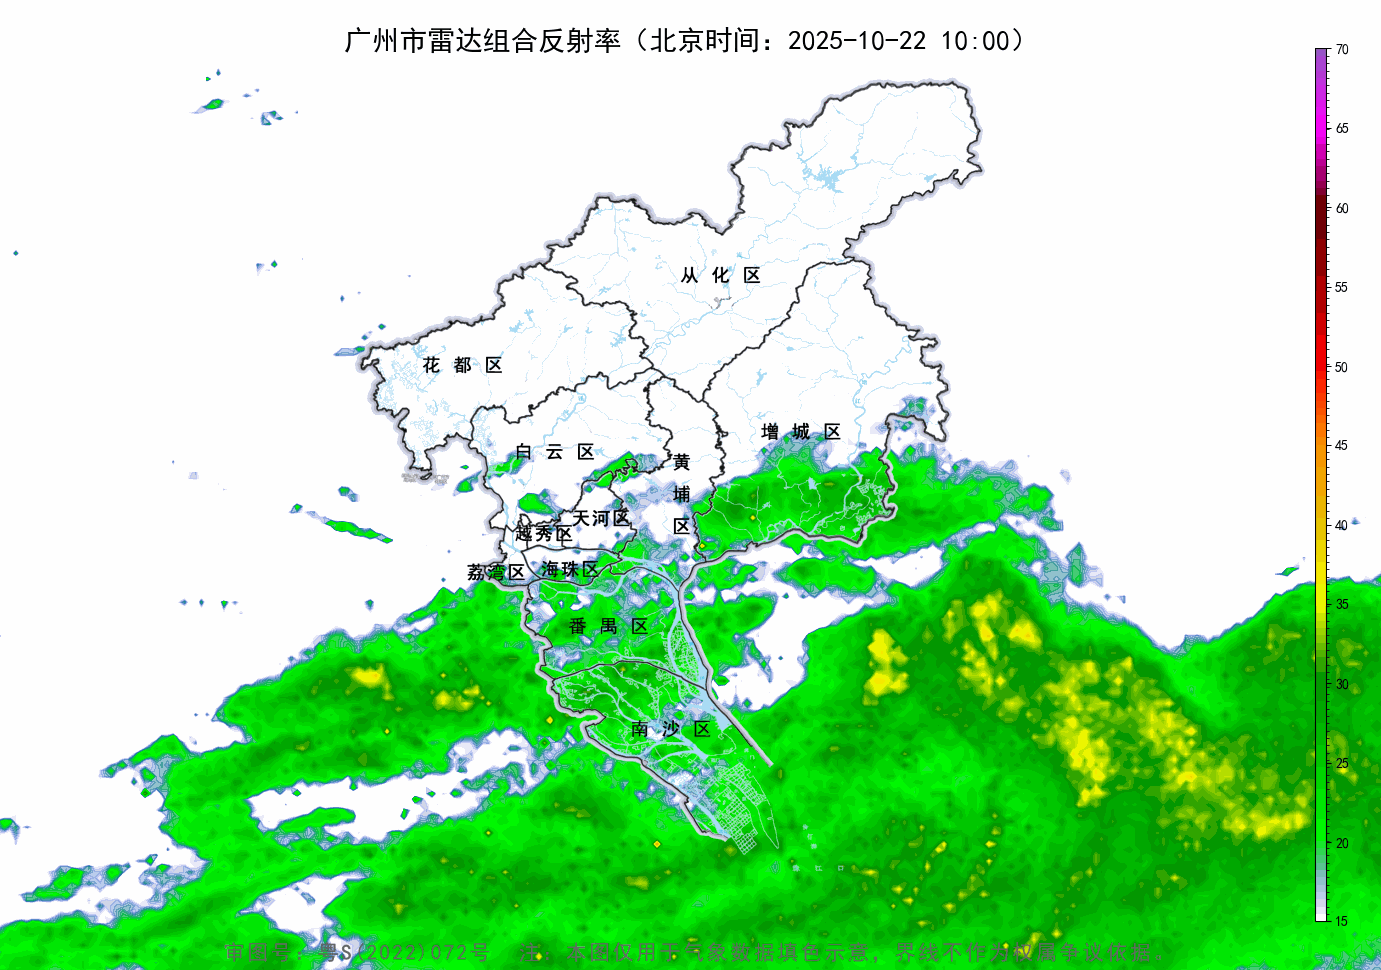 广州市雷达组合反射率（北京时间：2025-10-22 10:00）
70
65
60
55
50
45
40
35
30
25
20
15
从化区
花都区
增城区
白云区
黄埔区
天河区
越秀区
荔湾区
海珠区
番禺区
南沙区
审图号：粤S(2022)072号 注：本图仅用于气象数据填色示意，界线不作为权属争议依据.